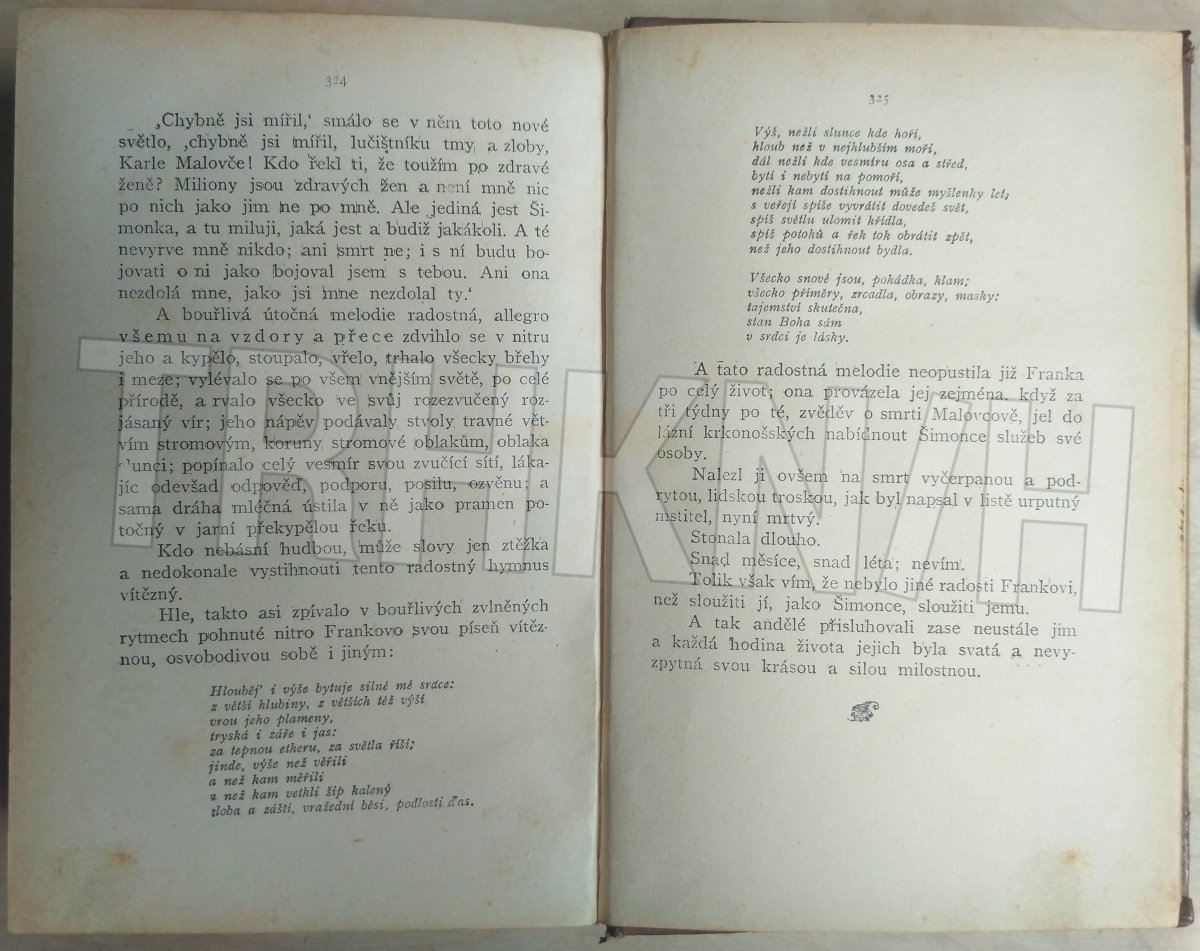 324
‚Chybně jsi mířil,‘ smálo se v něm toto nové
světlo, ‚chybně jsi mířil, lučištníku tmy a zloby,
Karle Malovče! Kdo řekl ti, že toužím po zdravé
ženě? Miliony jsou zdravých žen a není mně nic
po nich jako jim ne po mně. Ale jediná jest Ši-
monka, a tu miluji, jaká jest a budiž jakákoli. A té
nevyrve mně nikdo; ani smrt ne; i s ní budu bo-
jovati o ni jako bojoval jsem s tebou. Ani ona
nezdolá mne, jako jsi mne nezdolal ty.‘
A bouřlivá útočná melodie radostná, allegro
všemu na vzdory a přece zdvihlo se v nitru
jeho a kypělo, stoupalo, vřelo, trhalo všecky břehy
i meze; vylévalo se po všem vnějším světě, po celé
přírodě, a rvalo všecko ve svůj rozezvučený roz-
jásaný vír; jeho nápěv podávaly stvoly travné vět-
vím stromovým, koruny stromové oblakům, oblaka
slunci; popínalo celý vesmír svou zvučící sítí, láka-
jíc odevšad odpověď, podporu, posilu, ozvěnu; a
sama dráha mléčná ústila v ně jako pramen po-
točný v jarní překypělou řeku.
Kdo nebásní hudbou, může slovy jen ztěžka
a nedokonale vystihnouti tento radostný hymnus
vítězný.
Hle, takto asi zpívalo v bouřlivých zvlněných
rytmech pohnuté nitro Frankovo svou píseň vítěz-
nou, osvobodivou sobě i jiným:
Hlouběj' i výše bytuje silné mé srdce:
z větší hlubiny, z větších též výší
vrou jeho plameny,
tryská i záře i jas:
za tepnou etheru, za světla říší;
jinde, výše než věřili
a než kam měřili
a než kam vetkli šíp kalený
zloba a zášti, vražední běsi, podlosti ďas.
325
Výš, nežli slunce kde hoří,
hloub než v nejhlubším moři,
dál nežli kde vesmíru osa a střed,
bytí i nebytí na pomoří,
nežli kam dostihnout může myšlenky let;
s veřejí spíše vyvrátit dovedeš svět,
spíš světlu ulomit křídla,
spíš potoků a řek tok obrátit zpět,
než jeho dostihnout bydla.
Všecko snové jsou, pohádka, klam;
všecko příměry, zrcadla, obrazy, masky:
tajemství skutečna,
stan Boha sám
v srdci je lásky.
A tato radostná melodie neopustila již Franka
po celý život; ona provázela jej zejména. když za
tři týdny po té, zvěděv o smrti Malovcově, jel do
lázní krkonošských nabídnout Šimonce služeb své
osoby.
Nalezl ji ovšem na smrt vyčerpanou a pod-
rytou, lidskou troskou, jak byl napsal v listě urputný
mstitel, nyní mrtvý.
Stonala dlouho.
Snad měsíce, snad léta; nevím.
Tolik však vím, že nebylo jiné radosti Frankovi,
než sloužiti jí, jako Šimonce, sloužiti jemu.
A tak andělé přisluhovali zase neustále jim
a každá hodina života jejich byla svatá a nevy-
zpytná svou krásou a silou milostnou.
TRHKNIH